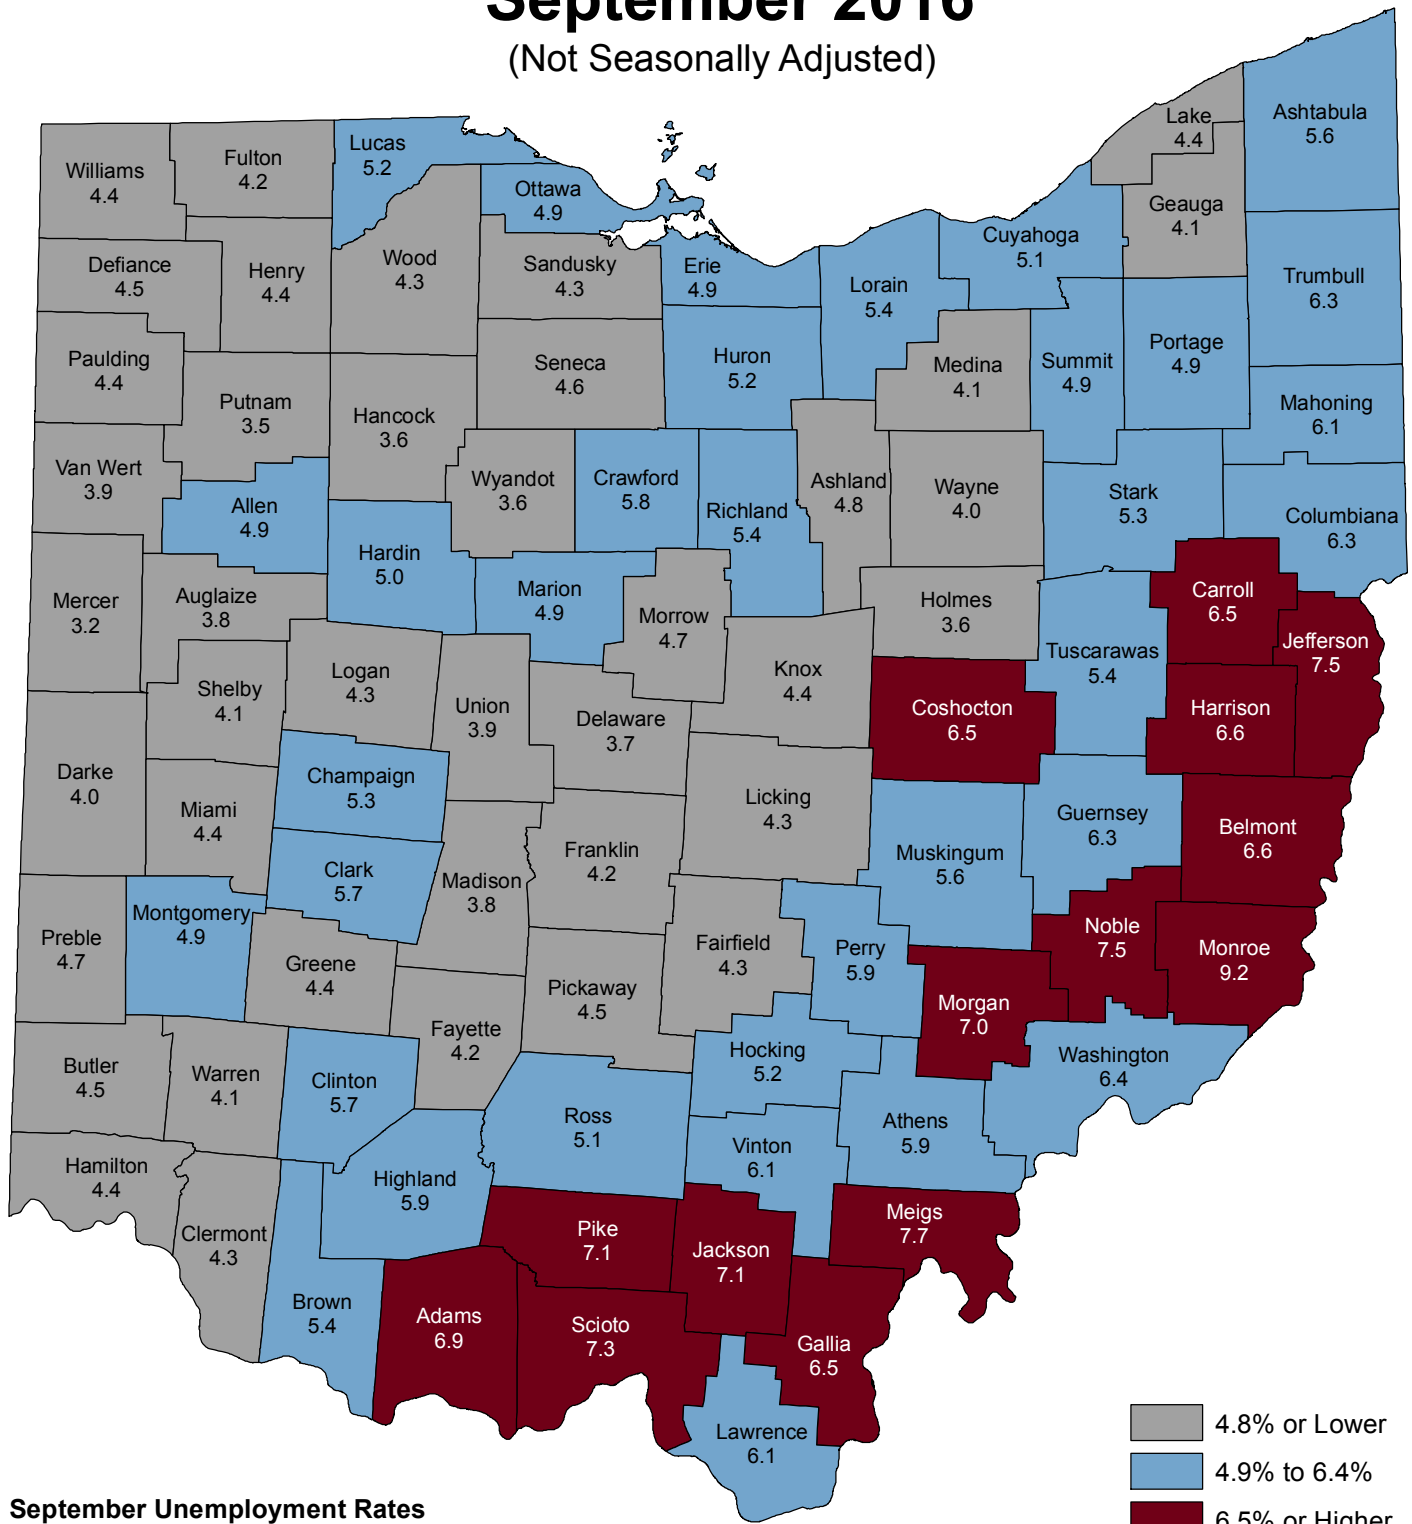 September 2016
(Not Seasonally Adjusted)
Lake
4.4
Ashtabula
5.6
Williams
4.4
Fulton
4.2
Lucas
5.2
Ottawa
4.9
Geauga
4.1
Cuyahoga
5.1
Defiance
4.5
Henry
4.4
Wood
4.3
Sandusky
4.3
Erie
4.9
Lorain
5.4
Trumbull
6.3
Paulding
4.4
Putnam
3.5
Hancock
3.6
Seneca
4.6
Huron
5.2
Medina
4.1
Summit
4.9
Portage
4.9
Mahoning
6.1
Van Wert
3.9
Allen
4.9
Wyandot
3.6
Crawford
5.8
Richland
5.4
Ashland
4.8
Wayne
4.0
Stark
5.3
Columbiana
6.3
Hardin
5.0
Marion
4.9
Morrow
4.7
Holmes
3.6
Carroll
6.5
Mercer
3.2
Auglaize
3.8
Tuscarawas
5.4
Jefferson
7.5
Shelby
4.1
Logan
4.3
Union
3.9
Delaware
3.7
Knox
4.4
Coshocton
6.5
Harrison
6.6
Darke
4.0
Miami
4.4
Champaign
5.3
Licking
4.3
Guernsey
6.3
Belmont
6.6
Clark
5.7
Madison
3.8
Franklin
4.2
Muskingum
5.6
Preble
4.7
Montgomery
4.9
Greene
4.4
Fairfield
4.3
Perry
5.9
Noble
7.5
Monroe
9.2
Pickaway
4.5
Morgan
7.0
Fayette
4.2
Butler
4.5
Warren
4.1
Clinton
5.7
Hocking
5.2
Washington
6.4
Ross
5.1
Athens
5.9
Vinton
6.1
Hamilton
4.4
Highland
5.9
Clermont
4.3
Pike
7.1
Jackson
7.1
Meigs
7.7
Brown
5.4
Adams
6.9
Scioto
7.3
Gallia
6.5
Lawrence
6.1
4.8% or Lower
4.9% to 6.4%
6.5% or Higher
September Unemployment Rates